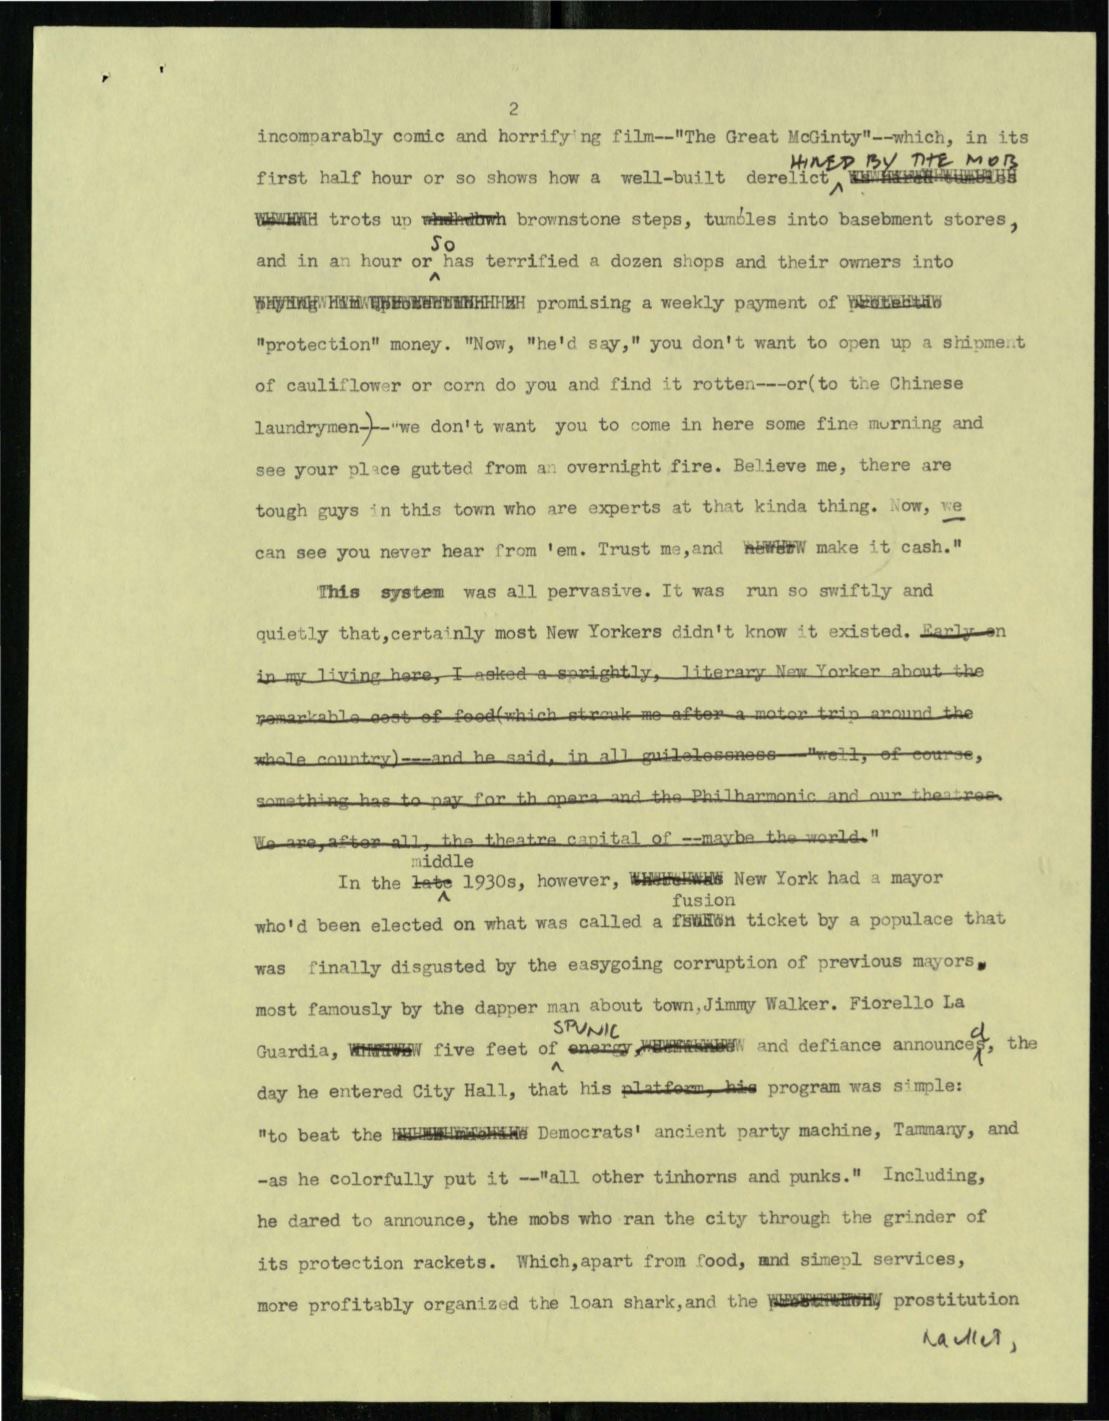 2
incomparably comic and horrifying film--"The Great McGinty"--which, in its
HIRED BY THE MOB
first half hour or so shows how a well-built derelict
trots up brownstone steps, tumbles into basebment stores,
so
and in an hour or has terrified a dozen shops and their owners into
promising a weekly payment of
"protection" money. "Now, "he'd say," you don't want to open up a shipment
of cauliflower or corn do you and find it rotten---or(to the Chinese
laundrymen-)--"we don't want you to come in here some fine morning and
see your place gutted from an overnight fire. Believe me, there are
tough guys in this town who are experts at that kinda thing. Now, we
can see you never hear from 'em. Trust me,and make it cash."
This system was all pervasive. It was run so swiftly and
quietly that,certainly most New Yorkers didn't know it existed. Early on
in my living here, I asked a sprightly, literary New Yorker about the
remarkable cost of food(which struck me after a motor trip around the
whole country)---and he said, in all guilelessness---"well, of course,
something has to pay for th opera and the Philharmonic and our theatres.
We are,after all, the theatre capital of --maybe the world."
middle
In the late 1930s, however, New York had a mayor
fusion
who'd been elected on what was called a ticket by a populace that
was finally disgusted by the easygoing corruption of previous mayors,
most famously by the dapper man about town,Jimmy Walker. Fiorello La
SPUNK d
Guardia, five feet of energy, and defiance announces, the
day he entered City Hall, that his platform, his program was simple:
"to beat the Democrats' ancient party machine, Tammany, and
-as he colorfully put it --"all other tinhorns and punks." Including,
he dared to announce, the mobs who ran the city through the grinder of
its protection rackets. Which,apart from food, and simepl services,
more profitably organized the loan shark,and the prostitution
racket,